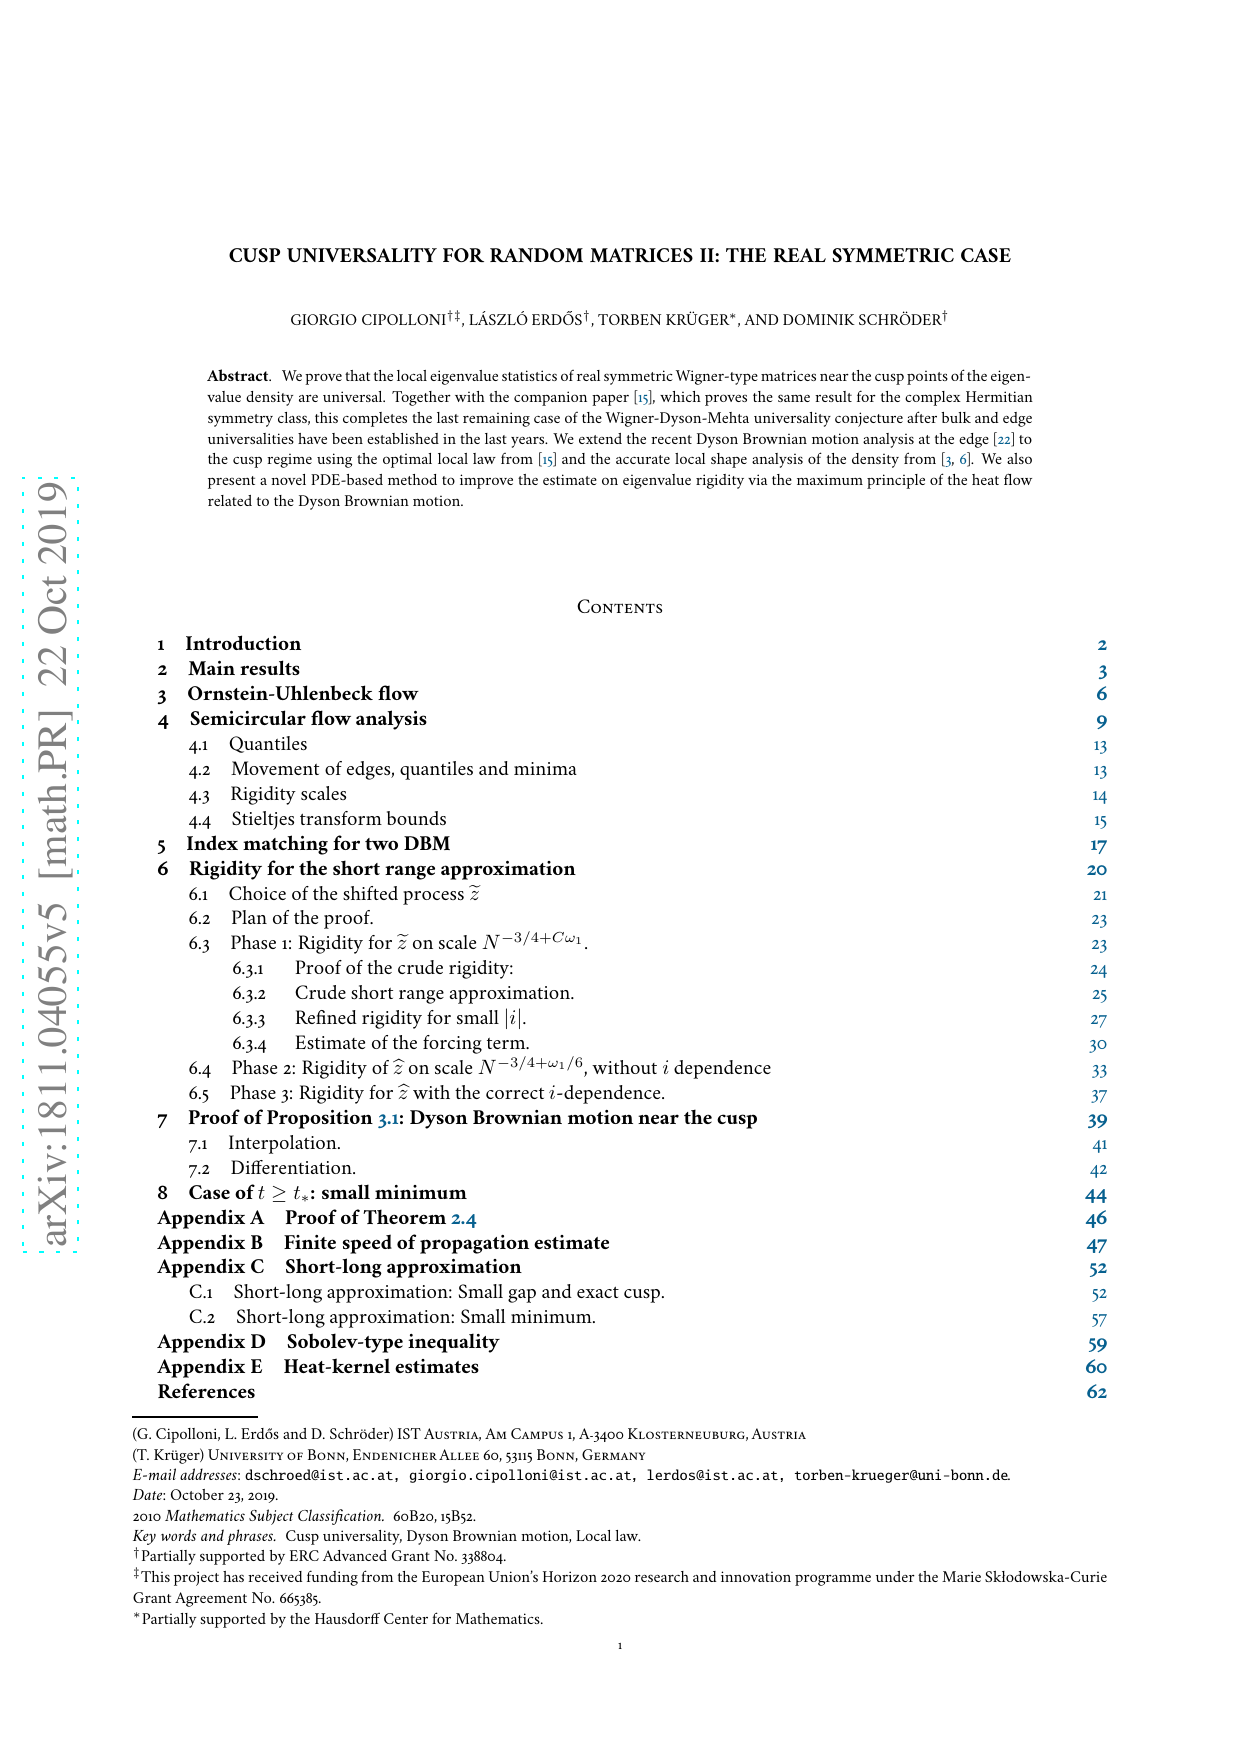 CUSP UNIVERSALITY FOR RANDOM MATRICES II: THE REAL SYMMETRIC CASE
GIORGIO CIPOLLONI†‡, LÁSZLÓ ERDŐS†, TORBEN KRÜGER*, AND DOMINIK SCHRÖDER†
Abstract. We prove that the local eigenvalue statistics of real symmetric Wigner-type matrices near the cusp points of the eigen-
value density are universal. Together with the companion paper [15], which proves the same result for the complex Hermitian
symmetry class, this completes the last remaining case of the Wigner-Dyson-Mehta universality conjecture after bulk and edge
universalities have been established in the last years. We extend the recent Dyson Brownian motion analysis at the edge [22] to
the cusp regime using the optimal local law from [15] and the accurate local shape analysis of the density from [3, 6]. We also
present a novel PDE-based method to improve the estimate on eigenvalue rigidity via the maximum principle of the heat flow
related to the Dyson Brownian motion.
arXiv:1811.04055v5 [math.PR] 22 Oct 2019
CONTENTS
1 Introduction 2
2 Main results 3
3 Ornstein-Uhlenbeck flow 6
4 Semicircular flow analysis 9
4.1 Quantiles 13
4.2 Movement of edges, quantiles and minima 13
4.3 Rigidity scales 14
4.4 Stieltjes transform bounds 15
5 Index matching for two DBM 17
6 Rigidity for the short range approximation 20
6.1 Choice of the shifted process z̃ 21
6.2 Plan of the proof. 23
6.3 Phase 1: Rigidity for z̃ on scale N^{−3/4+Cω₁}. 23
6.3.1 Proof of the crude rigidity: 24
6.3.2 Crude short range approximation. 25
6.3.3 Refined rigidity for small |i|. 27
6.3.4 Estimate of the forcing term. 30
6.4 Phase 2: Rigidity of ẑ on scale N^{−3/4+ω₁/6}, without i dependence 33
6.5 Phase 3: Rigidity for ẑ with the correct i-dependence. 37
7 Proof of Proposition 3.1: Dyson Brownian motion near the cusp 39
7.1 Interpolation. 41
7.2 Differentiation. 42
8 Case of t ≥ t∗: small minimum 44
Appendix A Proof of Theorem 2.4 46
Appendix B Finite speed of propagation estimate 47
Appendix C Short-long approximation 52
C.1 Short-long approximation: Small gap and exact cusp. 52
C.2 Short-long approximation: Small minimum. 57
Appendix D Sobolev-type inequality 59
Appendix E Heat-kernel estimates 60
References 62
(G. Cipolloni, L. Erdős and D. Schröder) IST AUSTRIA, AM CAMPUS 1, A-3400 KLOSTERNEUBURG, AUSTRIA
(T. Krüger) UNIVERSITY OF BONN, ENDENICHER ALLEE 60, 53115 BONN, GERMANY
E-mail addresses: dschroed@ist.ac.at, giorgio.cipolloni@ist.ac.at, lerdos@ist.ac.at, torben-krueger@uni-bonn.de.
Date: October 23, 2019.
2010 Mathematics Subject Classification. 60B20, 15B52.
Key words and phrases. Cusp universality, Dyson Brownian motion, Local law.
†Partially supported by ERC Advanced Grant No. 338804.
‡This project has received funding from the European Union's Horizon 2020 research and innovation programme under the Marie Skłodowska-Curie
Grant Agreement No. 665385.
*Partially supported by the Hausdorff Center for Mathematics.
1